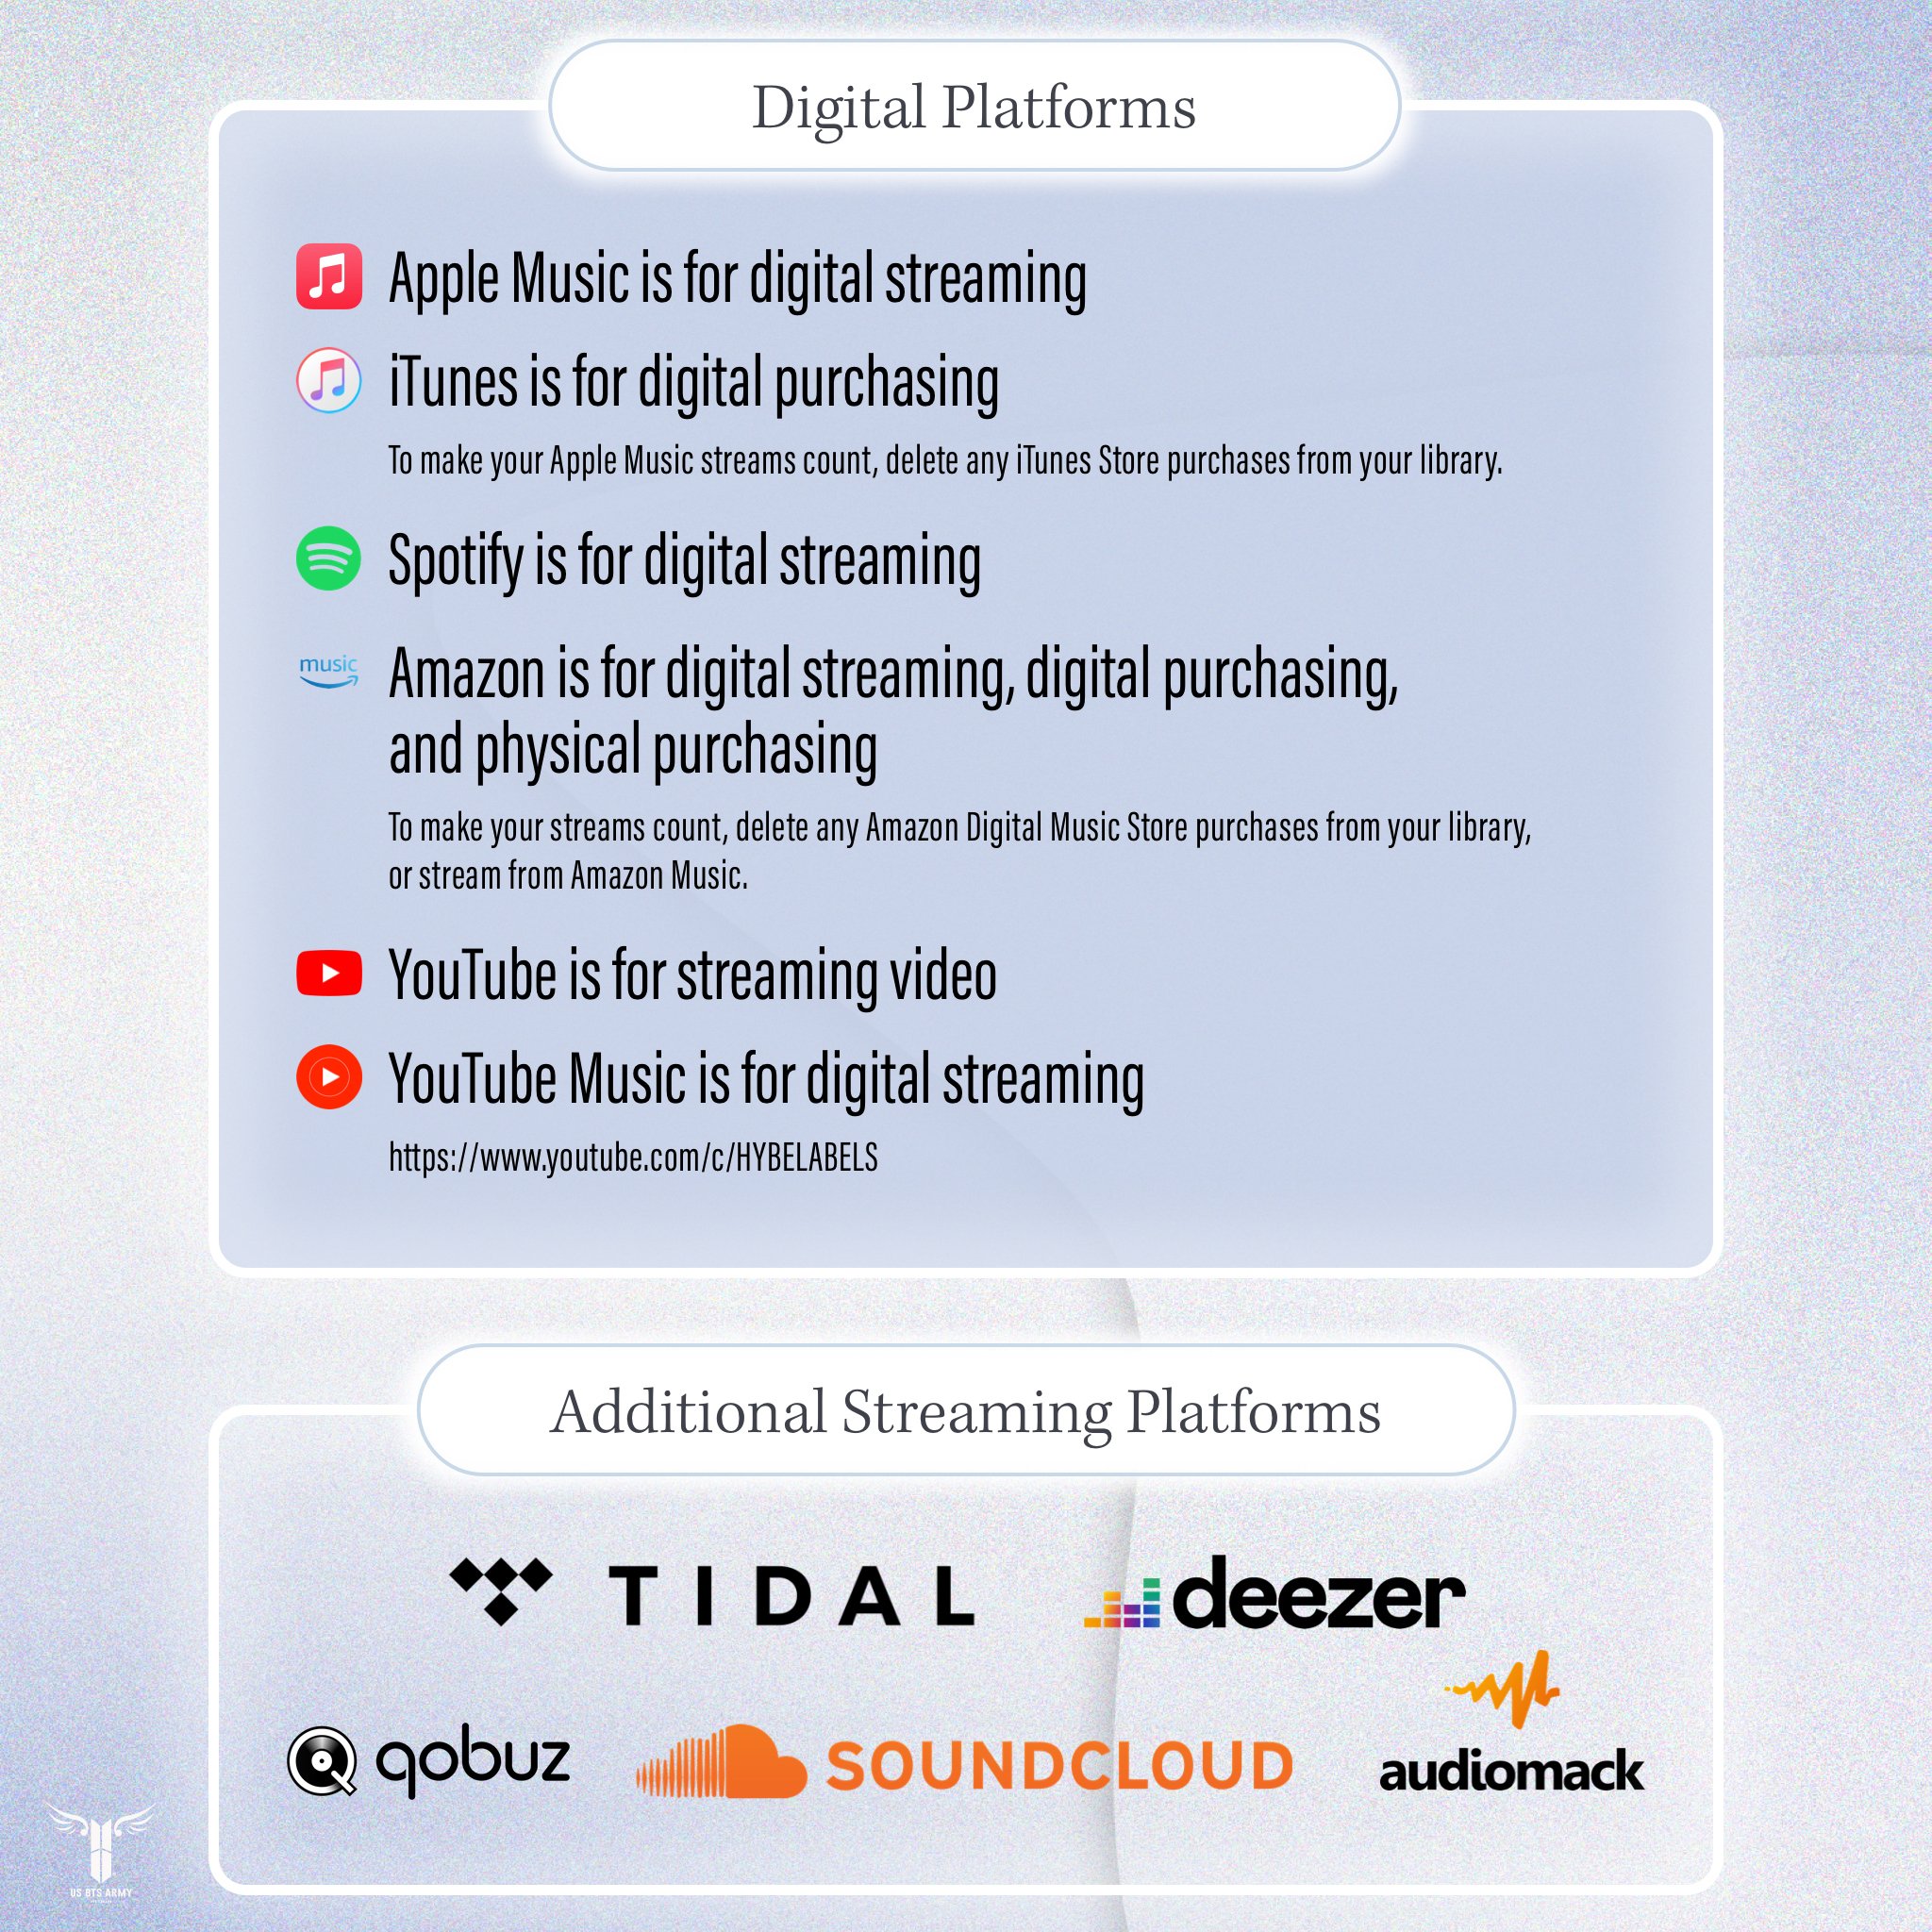 Digital Platforms
Apple Music is for digital streaming
iTunes is for digital purchasing
To make your Apple Music streams count, delete any iTunes Store purchases from your library.
Spotify is for digital streaming
music
Amazon is for digital streaming, digital purchasing,
and physical purchasing
To make your streams count, delete any Amazon Digital Music Store purchases from your library,
or stream from Amazon Music.
YouTube is for streaming video
YouTube Music is for digital streaming
https://www.youtube.com/c/HYBELABELS
Additional Streaming Platforms
TIDAL
deezer
qobuz
SOUNDCLOUD
audiomack
US BTS ARMY